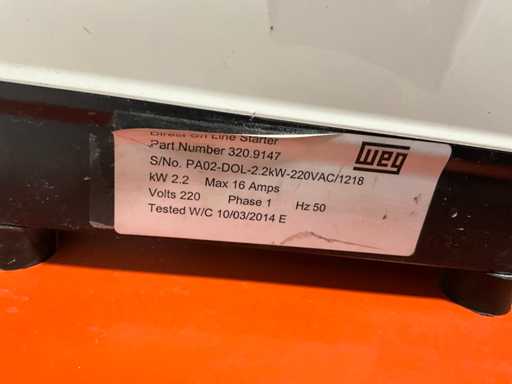 Direct On Line Starter
Part Number 320.9147
S/No. PA02-DOL-2.2kW-220VAC/1218
kW 2.2 Max 16 Amps
Volts 220 Phase 1 Hz 50
Tested W/C 10/03/2014 E
WEG